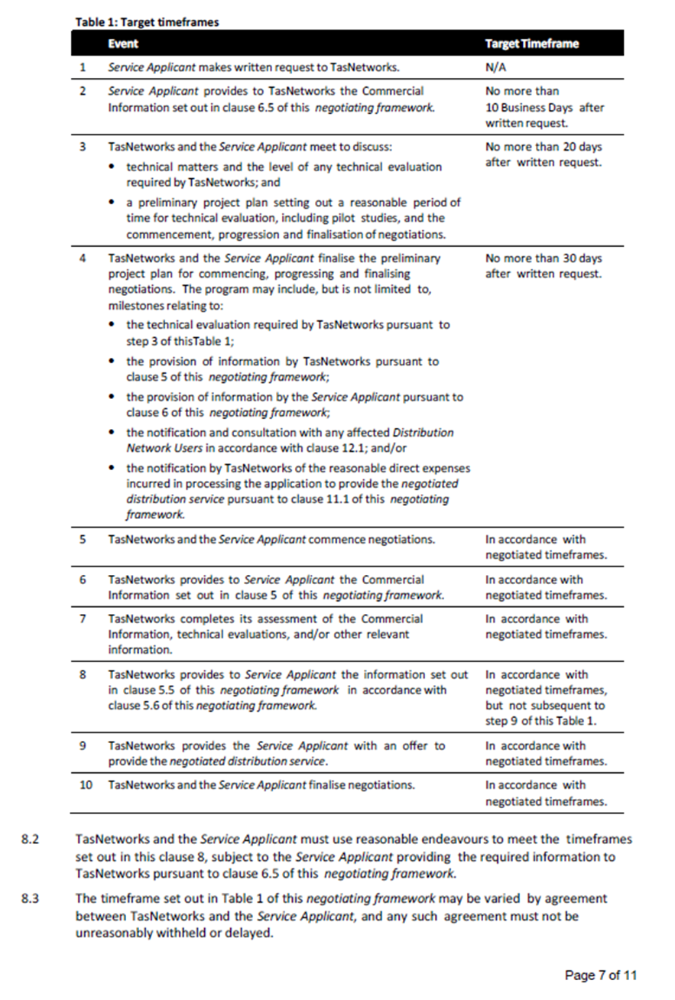 Table 1: Target timeframes
Event Target Timeframe
1 Service Applicant makes written request to TasNetworks. N/A
2 Service Applicant provides to TasNetworks the Commercial No more than
Information set out in clause 6.5 of this negotiating framework. 10 Business Days after
written request.
3 TasNetworks and the Service Applicant meet to discuss: No more than 20 days
after written request.
• technical matters and the level of any technical evaluation
required by TasNetworks; and
• a preliminary project plan setting out a reasonable period of
time for technical evaluation, including pilot studies, and the
commencement, progression and finalisation of negotiations.
4 TasNetworks and the Service Applicant finalise the preliminary No more than 30 days
project plan for commencing, progressing and finalising after written request.
negotiations. The program may include, but is not limited to,
milestones relating to:
• the technical evaluation required by TasNetworks pursuant to
step 3 of thisTable 1;
• the provision of information by TasNetworks pursuant to
clause 5 of this negotiating framework;
• the provision of information by the Service Applicant pursuant to
clause 6 of this negotiating framework;
• the notification and consultation with any affected Distribution
Network Users in accordance with clause 12.1; and/or
• the notification by TasNetworks of the reasonable direct expenses
incurred in processing the application to provide the negotiated
distribution service pursuant to clause 11.1 of this negotiating
framework.
5 TasNetworks and the Service Applicant commence negotiations. In accordance with
negotiated timeframes.
6 TasNetworks provides to Service Applicant the Commercial In accordance with
Information set out in clause 5 of this negotiating framework. negotiated timeframes.
7 TasNetworks completes its assessment of the Commercial In accordance with
Information, technical evaluations, and/or other relevant negotiated timeframes.
information.
8 TasNetworks provides to Service Applicant the information set out In accordance with
in clause 5.5 of this negotiating framework in accordance with negotiated timeframes,
clause 5.6 of this negotiating framework. but not subsequent to
step 9 of this Table 1.
9 TasNetworks provides the Service Applicant with an offer to In accordance with
provide the negotiated distribution service. negotiated timeframes.
10 TasNetworks and the Service Applicant finalise negotiations. In accordance with
negotiated timeframes.
8.2 TasNetworks and the Service Applicant must use reasonable endeavours to meet the timeframes
set out in this clause 8, subject to the Service Applicant providing the required information to
TasNetworks pursuant to clause 6.5 of this negotiating framework.
8.3 The timeframe set out in Table 1 of this negotiating framework may be varied by agreement
between TasNetworks and the Service Applicant, and any such agreement must not be
unreasonably withheld or delayed.
Page 7 of 11